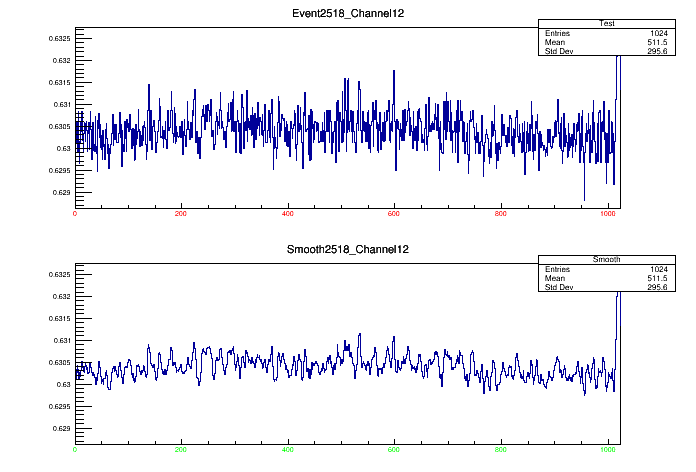 Event2518_Channel12
Test
Entries 1024
Mean 511.5
Std Dev 295.6
0.6325
0.632
0.6315
0.631
0.6305
0.63
0.6295
0.629
0 200 400 600 800 1000
Smooth2518_Channel12
Smooth
Entries 1024
Mean 511.5
Std Dev 295.6
0.6325
0.632
0.6315
0.631
0.6305
0.63
0.6295
0.629
0 200 400 600 800 1000